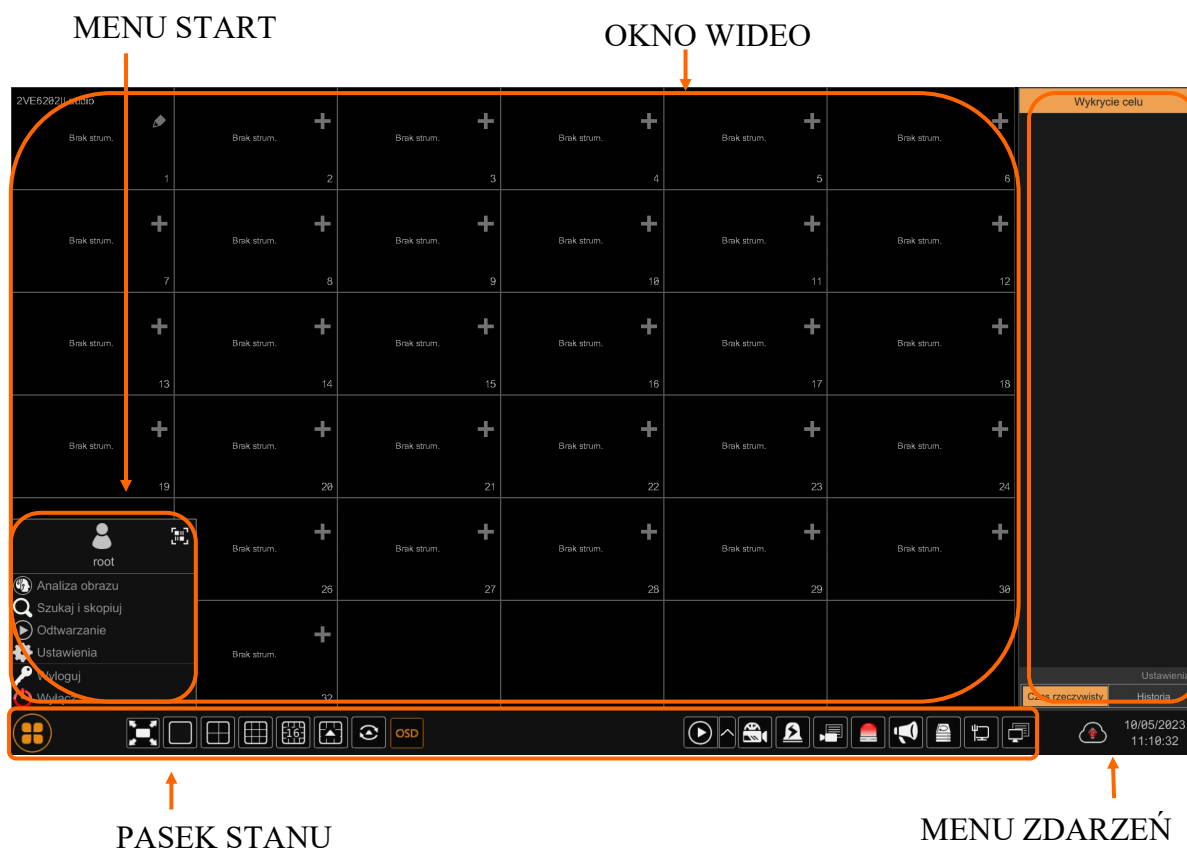 MENU START
OKNO WIDEO
2VE6202II audio
Wykrycie celu
Brak strum.
Brak strum.
Brak strum.
Brak strum.
Brak strum.
Brak strum.
1
2
3
4
5
6
Brak strum.
Brak strum.
Brak strum.
Brak strum.
Brak strum.
Brak strum.
7
8
9
10
11
12
Brak strum.
Brak strum.
Brak strum.
Brak strum.
Brak strum.
Brak strum.
13
14
15
16
17
18
Brak strum.
Brak strum.
Brak strum.
Brak strum.
Brak strum.
Brak strum.
19
20
21
22
23
24
root
Brak strum.
Brak strum.
Brak strum.
Brak strum.
Brak strum.
26
27
28
29
30
Analiza obrazu
Szukaj i skopiuj
Odtwarzanie
Ustawienia
Wyloguj
Brak strum.
32
Ustawienia
Czas rzeczywisty
Historia
16
OSD
10/05/2023
11:10:32
PASEK STANU
MENU ZDARZEŃ